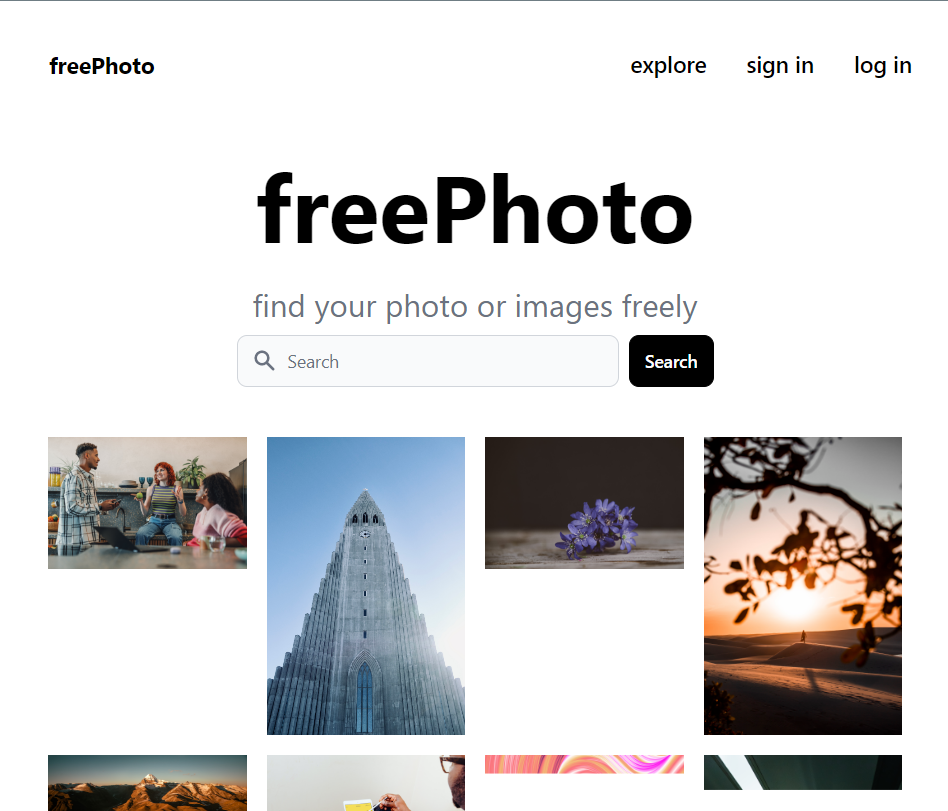 freePhoto
explore
sign in
log in
freePhoto
find your photo or images freely
Search
Search